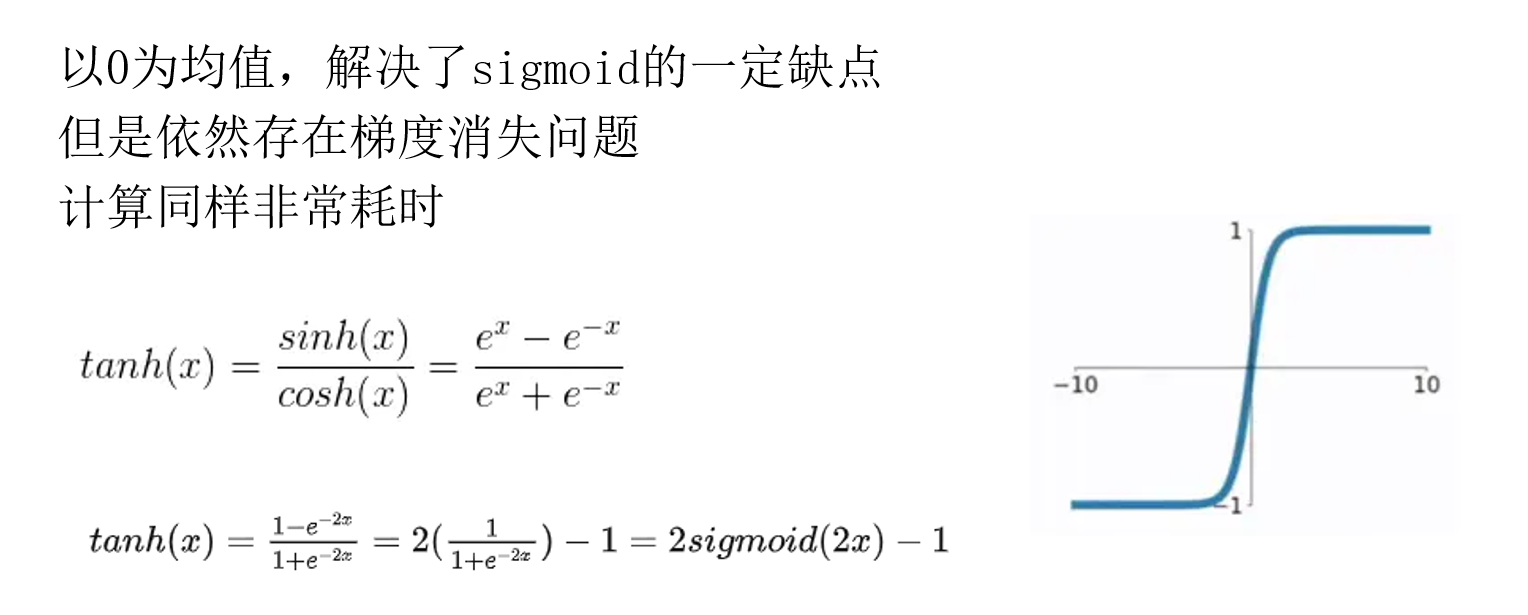 以0为均值，解决了sigmoid的一定缺点
但是依然存在梯度消失问题
计算同样非常耗时
tanh(x) = \frac{sinh(x)}{cosh(x)} = \frac{e^x - e^{-x}}{e^x + e^{-x}}
tanh(x) = \frac{1-e^{-2x}}{1+e^{-2x}} = 2(\frac{1}{1+e^{-2x}}) - 1 = 2sigmoid(2x) - 1
1
-10
10
-1